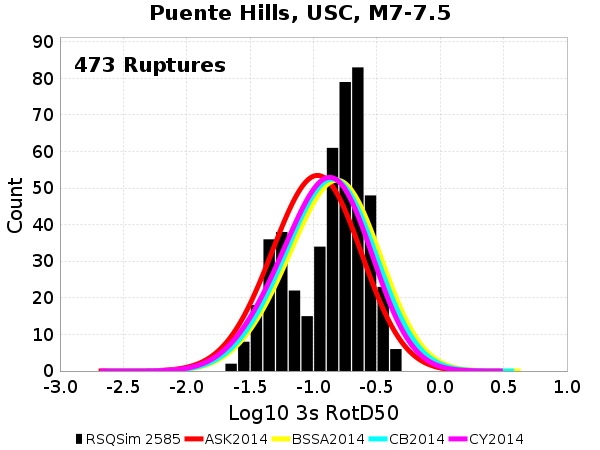 Puente Hills, USC, M7-7.5
473 Ruptures
Count
90
80
70
60
50
40
30
20
10
0
-3.0 -2.5 -2.0 -1.5 -1.0 -0.5 0.0 0.5 1.0
Log10 3s RotD50
RSQSim 2585 ASK2014 BSSA2014 CB2014 CY2014